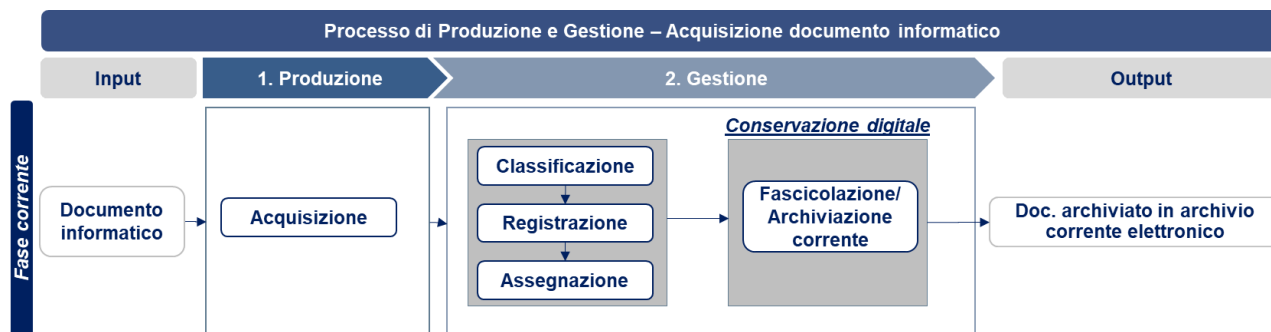 Processo di Produzione e Gestione – Acquisizione documento informatico
Input
1. Produzione
2. Gestione
Output
Fase corrente
Documento
informatico
Acquisizione
Classificazione
Registrazione
Assegnazione
Conservazione digitale
Fascicolazione/
Archiviazione
corrente
Doc. archiviato in archivio
corrente elettronico